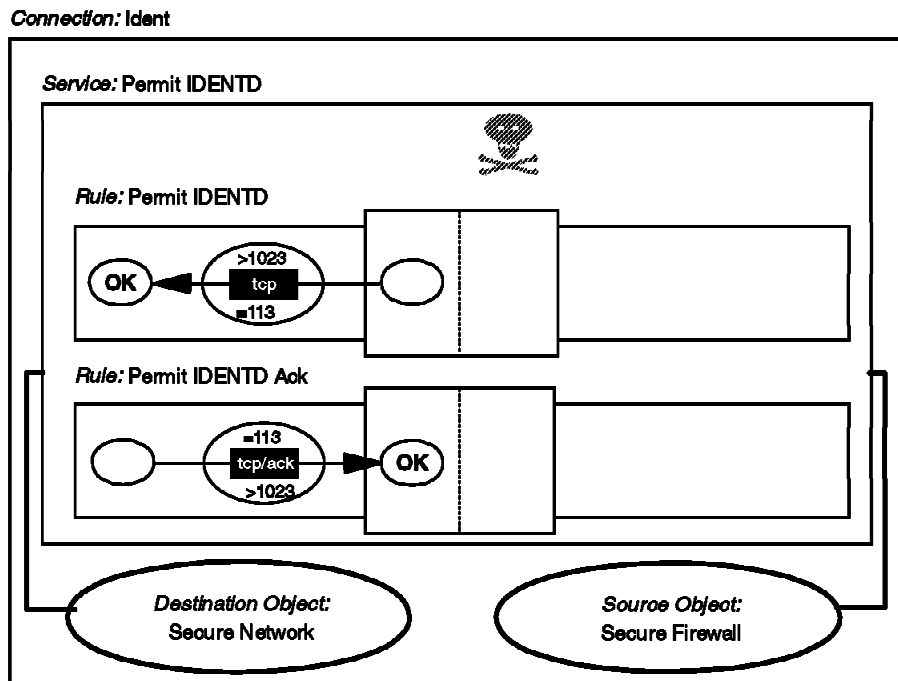 Connection: Ident
Service: Permit IDENTD
Rule: Permit IDENTD
>1023
OK
tcp
=113
Rule: Permit IDENTD Ack
=113
tcp/ack
OK
>1023
Destination Object:
Secure Network
Source Object:
Secure Firewall